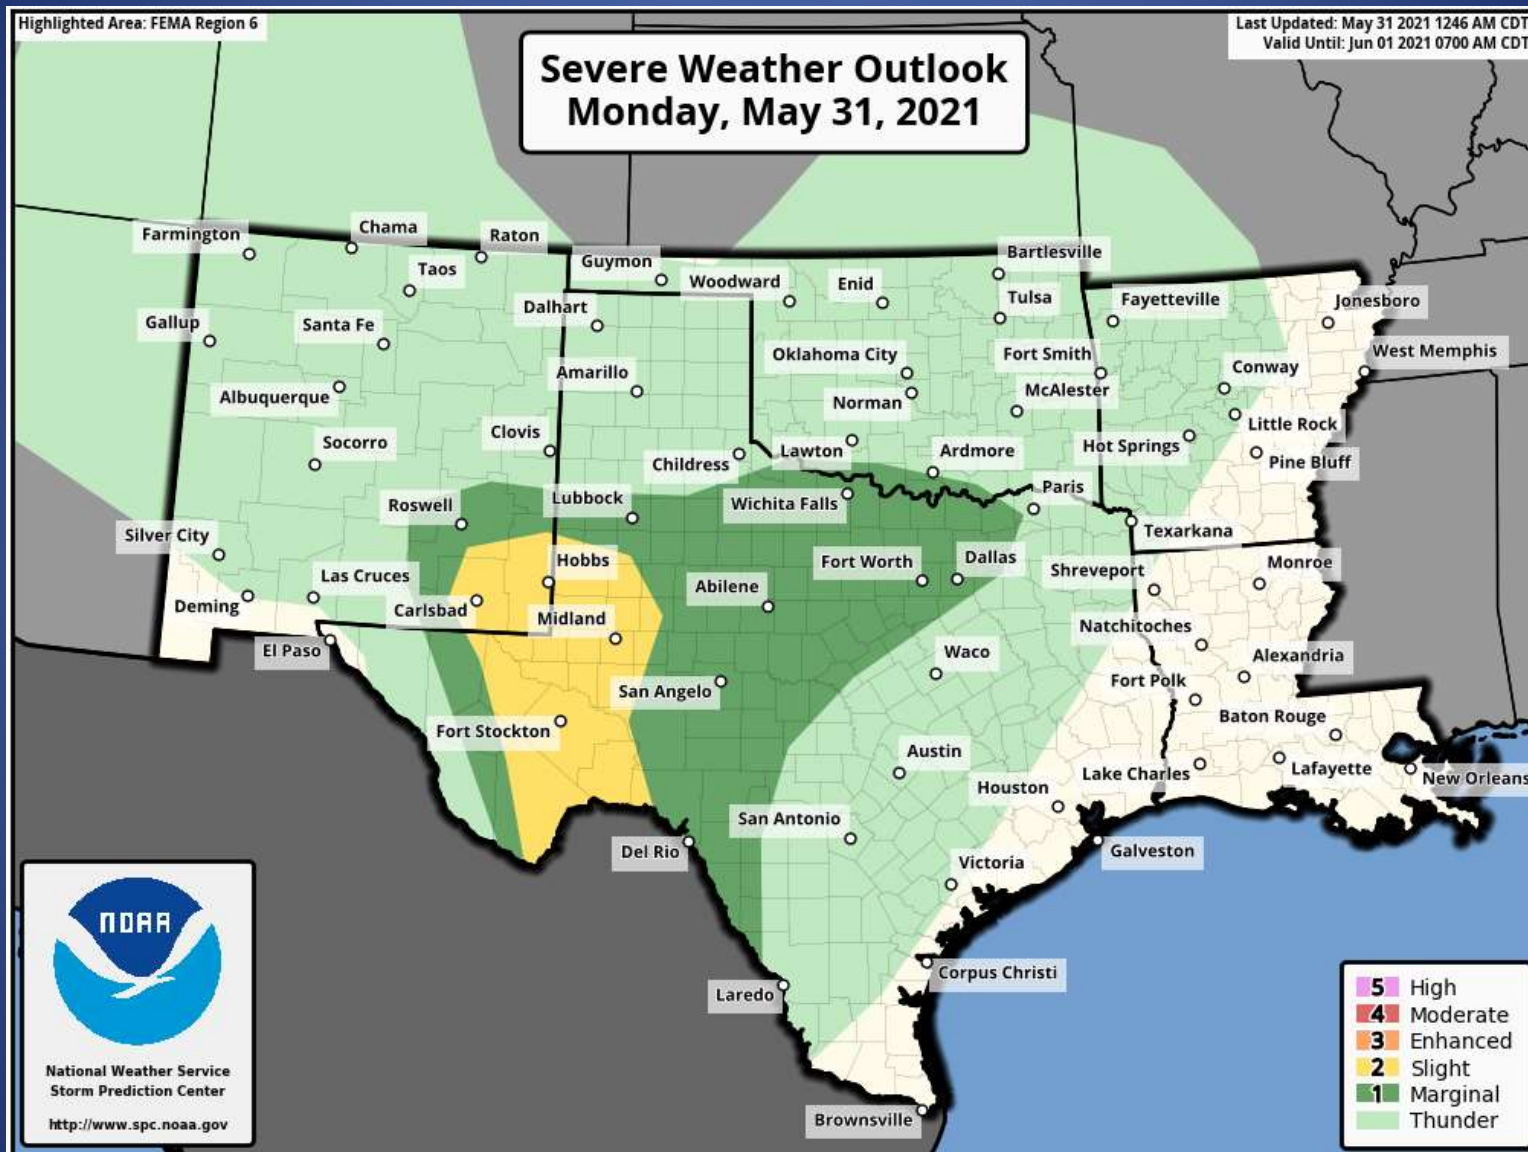 Highlighted Area: FEMA Region 6
Last Updated: May 31 2021 1246 AM CDT
Valid Until: Jun 01 2021 0700 AM CDT
Severe Weather Outlook
Monday, May 31, 2021
Farmington
Chama
Raton
Taos
Guymon
Woodward
Enid
Bartlesville
Tulsa
Fayetteville
Jonesboro
Gallup
Santa Fe
Dalhart
Oklahoma City
Fort Smith
West Memphis
Albuquerque
Amarillo
Norman
McAlester
Conway
Socorro
Clovis
Childress
Lawton
Ardmore
Hot Springs
Little Rock
Pine Bluff
Roswell
Lubbock
Wichita Falls
Paris
Texarkana
Silver City
Las Cruces
Hobbs
Abilene
Fort Worth
Dallas
Shreveport
Monroe
Deming
Carlsbad
Midland
Natchitoches
El Paso
San Angelo
Waco
Alexandria
Fort Polk
Fort Stockton
Austin
Baton Rouge
Houston
Lake Charles
Lafayette
New Orleans
San Antonio
Del Rio
Victoria
Galveston
Laredo
Corpus Christi
Brownsville
NOAA
National Weather Service
Storm Prediction Center
http://www.spc.noaa.gov
5 High
4 Moderate
3 Enhanced
2 Slight
1 Marginal
Thunder